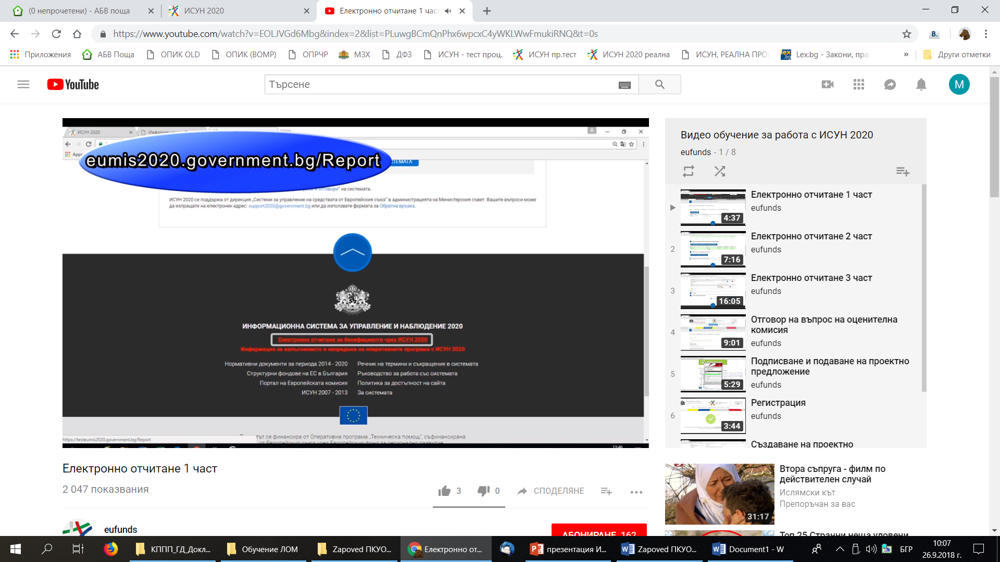 (0 непрочетени) - АБВ поща
ИСУН 2020
Електронно отчитане 1 част
https://www.youtube.com/watch?v=EOLJVGd6Mbg&index=2&list=PLuwgBCmQnPhx6wpcxC4yWKLWwFmukiRNQ&t=0s
B.
Приложения
АБВ Поща
ОПИК OLD
ОПИК (ВОМР)
ОПРЧР
МЗХ
ДФЗ
ИСУН - тест проц.
ИСУН пр.тест
ИСУН 2020 реална
ИСУН, РЕАЛНА ПРО
Lex.bg - Закони, пра
»
Други отметки
YouTube
Търсене
M
ИСУН 2020
eumis2020.government.bg/Report
на системата.
ИСУН 2020 се поддържа от дирекция „Системи за управление на средствата от Европейския съюз" в администрацията на Министерския съвет. Вашите въпроси може
да изпращате на електронен адрес: support2020@government.bg или да използвате формата за Обратна връзка.
ИНФОРМАЦИОННА СИСТЕМА ЗА УПРАВЛЕНИЕ И НАБЛЮДЕНИЕ 2020
Електронно отчитане на бенефициенти чрез ИСУН 2020
Информация за изпълнението и напредъка на оперативните програми с ИСУН 2020
Нормативни документи за периода 2014 - 2020
Речник на термини и съкращения в системата
Структурни фондове на ЕС в България
Ръководство за работа със системата
Портал на Европейската комисия
Политика за достъпност на сайта
ИСУН 2007 - 2013
За системата
тът се финансира от Оперативна програма „Техническа помощ", съфинансирана
от Европейския съюз чрез Европейския фонд за регионално развитие
https://testeumis2020.government.bg/Report
13:46
Електронно отчитане 1 част
2 047 показвания
3
0
СПОДЕЛЯНЕ
eufunds
АБОНИРАНЕ 162
Видео обучение за работа с ИСУН 2020
eufunds - 1 / 8
Електронно отчитане 1 част
eufunds
4:37
2
Електронно отчитане 2 част
eufunds
7:16
3
Електронно отчитане 3 част
eufunds
16:05
4
Отговор на въпрос на оценителна
комисия
eufunds
9:01
5
Подписване и подаване на проектно
предложение
eufunds
5:29
6
Регистрация
eufunds
3:44
Създаване на проектно
Втора съпруга - филм по
действителен случай
Ислямски кът
Препоръчан за вас
31:17
Топ 25 Странни неща уловени
КППП_ГД_Докл...
Обучение ЛОМ
Zapoved ПКУО...
Електронно от...
презентация И...
Zapoved ПКУО...
Document1 - W
БГР
10:07
26.9.2018 г.